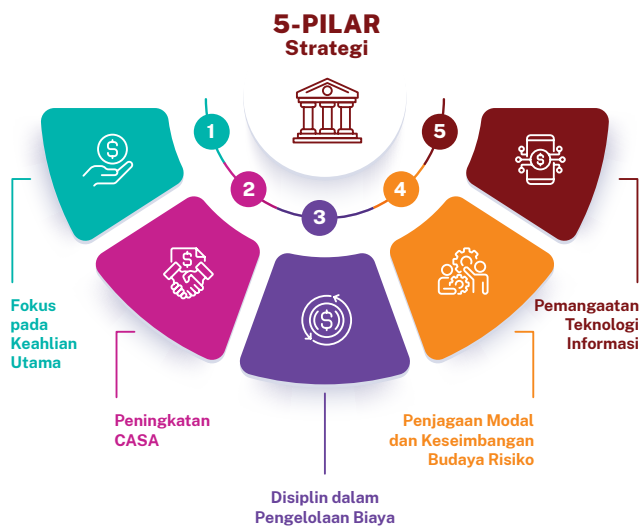 5-PILAR
Strategi
1
2
3
4
5
$
$
$
$
Fokus
pada
Keahlian
Utama
Peningkatan
CASA
Disiplin dalam
Pengelolaan Biaya
Penjagaan Modal
dan Keseimbangan
Budaya Risiko
Pemangaatan
Teknologi
Informasi